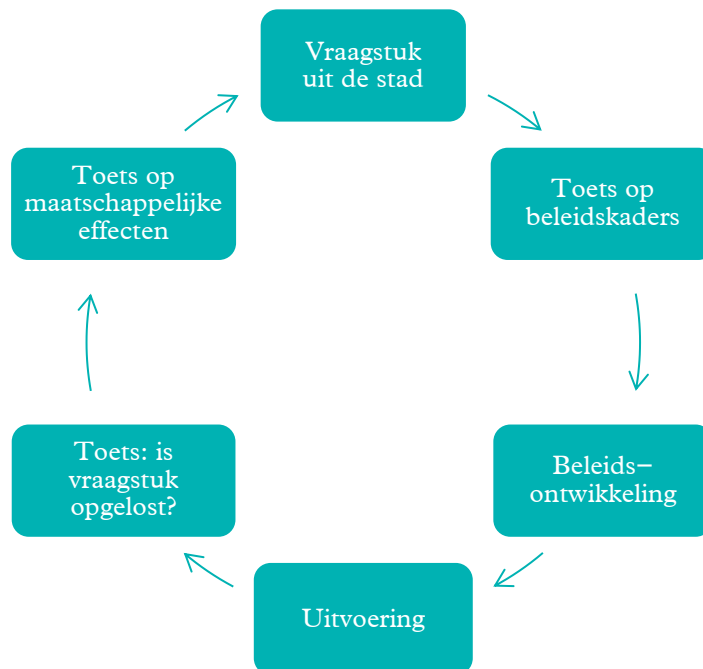 Vraagstuk
uit de stad
Toets op
beleidskaders
Beleids–
ontwikkeling
Uitvoering
Toets: is
vraagstuk
opgelost?
Toets op
maatschappelijke
effecten